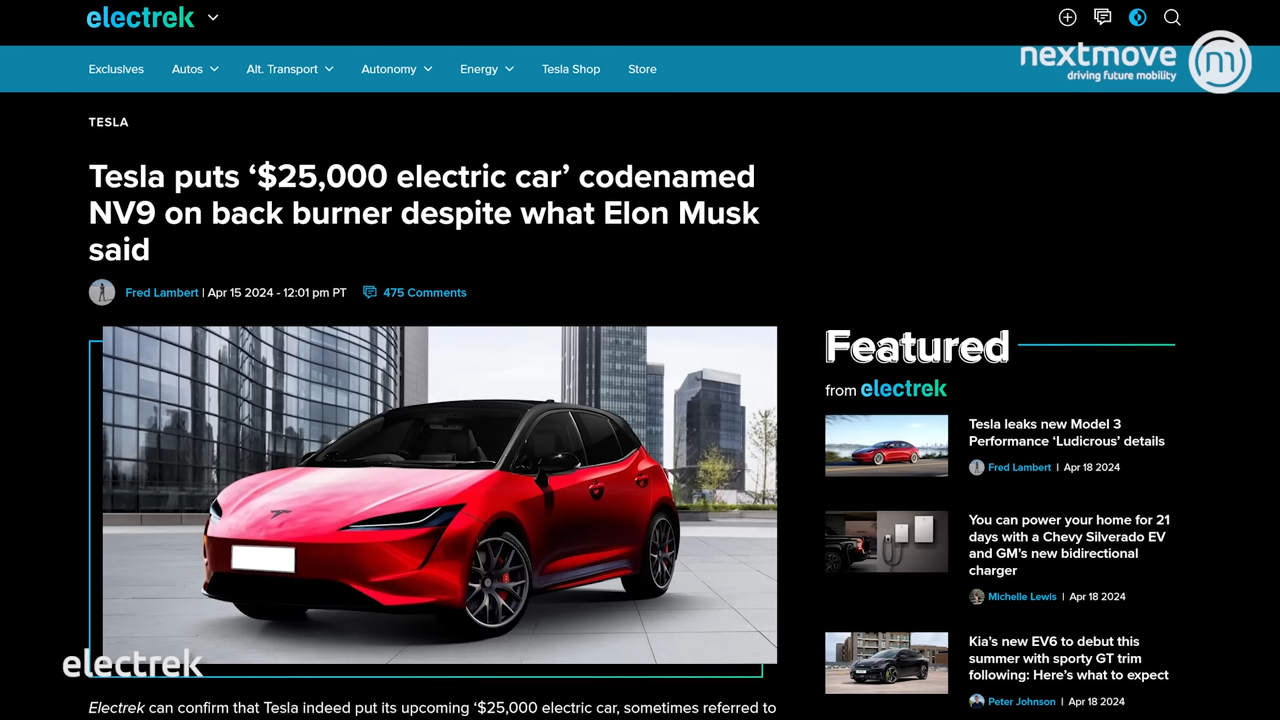 electrek
nextmove
driving future mobility
Exclusives Autos Alt. Transport Autonomy Energy Tesla Shop Store
TESLA
Tesla puts ‘$25,000 electric car’ codenamed
NV9 on back burner despite what Elon Musk
said
Fred Lambert | Apr 15 2024 - 12:01 pm PT 475 Comments
Featured
from electrek
Tesla leaks new Model 3
Performance ‘Ludicrous’ details
Fred Lambert | Apr 18 2024
You can power your home for 21
days with a Chevy Silverado EV
and GM’s new bidirectional
charger
Michelle Lewis | Apr 18 2024
Kia’s new EV6 to debut this
summer with sporty GT trim
following: Here’s what to expect
Peter Johnson | Apr 18 2024
electrek
Electrek can confirm that Tesla indeed put its upcoming ‘$25,000 electric car, sometimes referred to